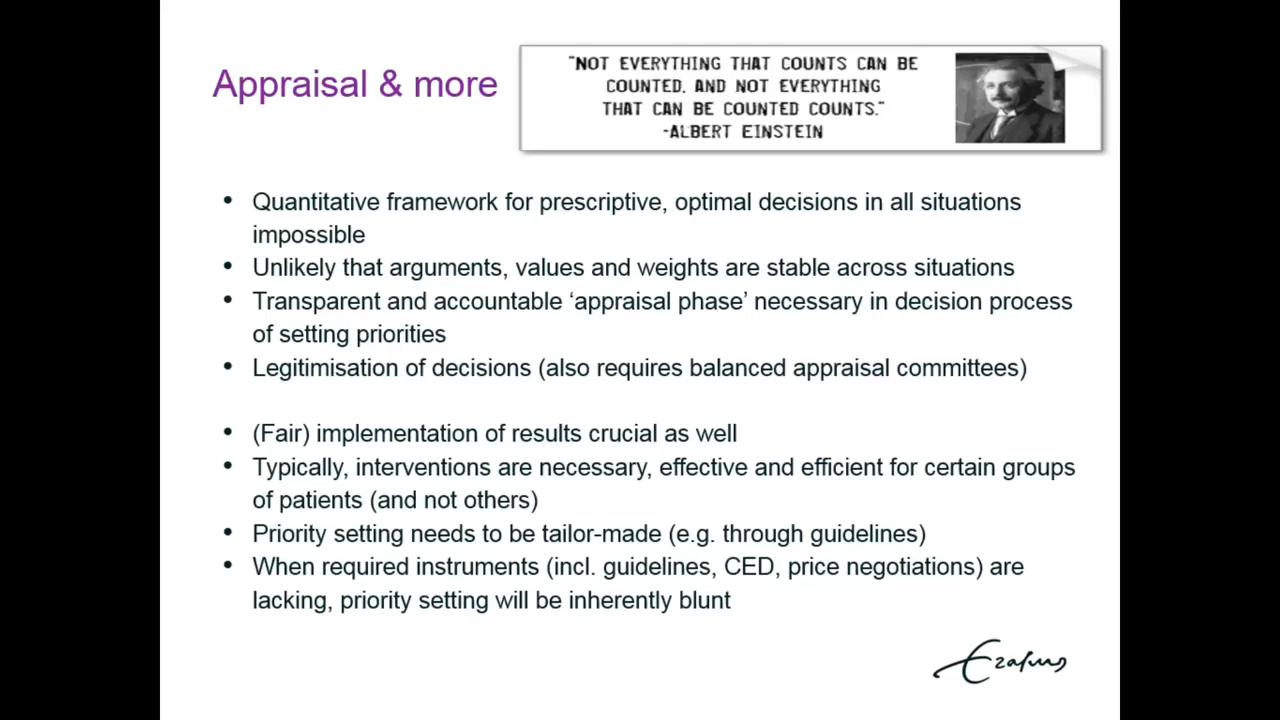 Appraisal & more
"NOT EVERYTHING THAT COUNTS CAN BE
COUNTED. AND NOT EVERYTHING
THAT CAN BE COUNTED COUNTS."
-ALBERT EINSTEIN
• Quantitative framework for prescriptive, optimal decisions in all situations
impossible
• Unlikely that arguments, values and weights are stable across situations
• Transparent and accountable ‘appraisal phase’ necessary in decision process
of setting priorities
• Legitimisation of decisions (also requires balanced appraisal committees)
• (Fair) implementation of results crucial as well
• Typically, interventions are necessary, effective and efficient for certain groups
of patients (and not others)
• Priority setting needs to be tailor-made (e.g. through guidelines)
• When required instruments (incl. guidelines, CED, price negotiations) are
lacking, priority setting will be inherently blunt
Erasmus